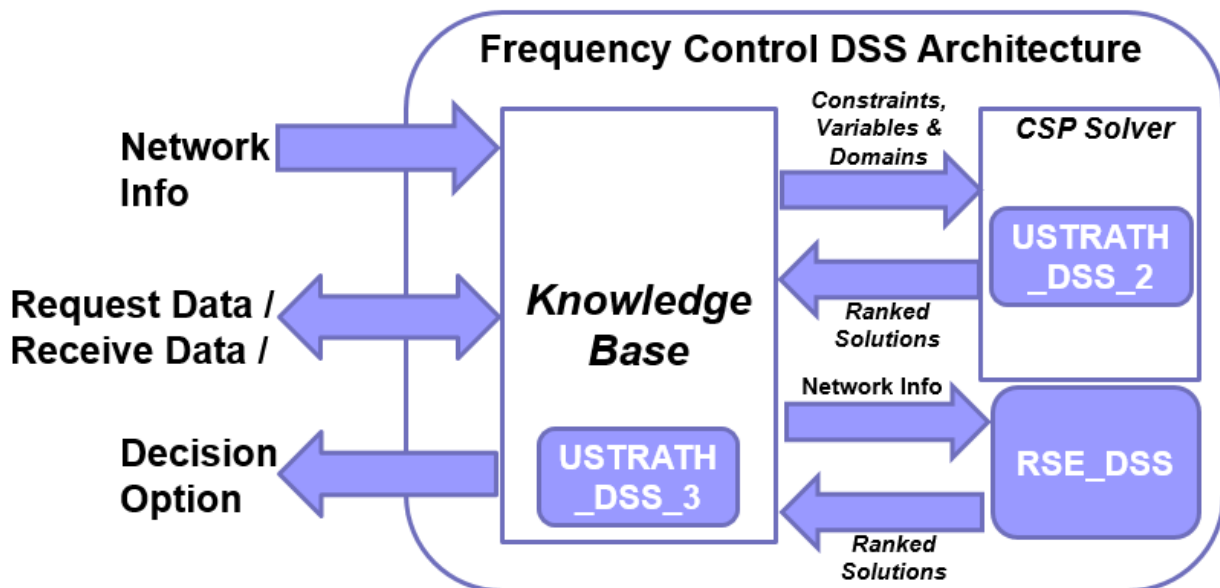 Frequency Control DSS Architecture
Network
Info
Request Data /
Receive Data /
Decision
Option
Knowledge
Base
USTRATH
_DSS_3
Constraints,
Variables &
Domains
Ranked
Solutions
CSP Solver
USTRATH
_DSS_2
Network Info
RSE_DSS
Ranked
Solutions